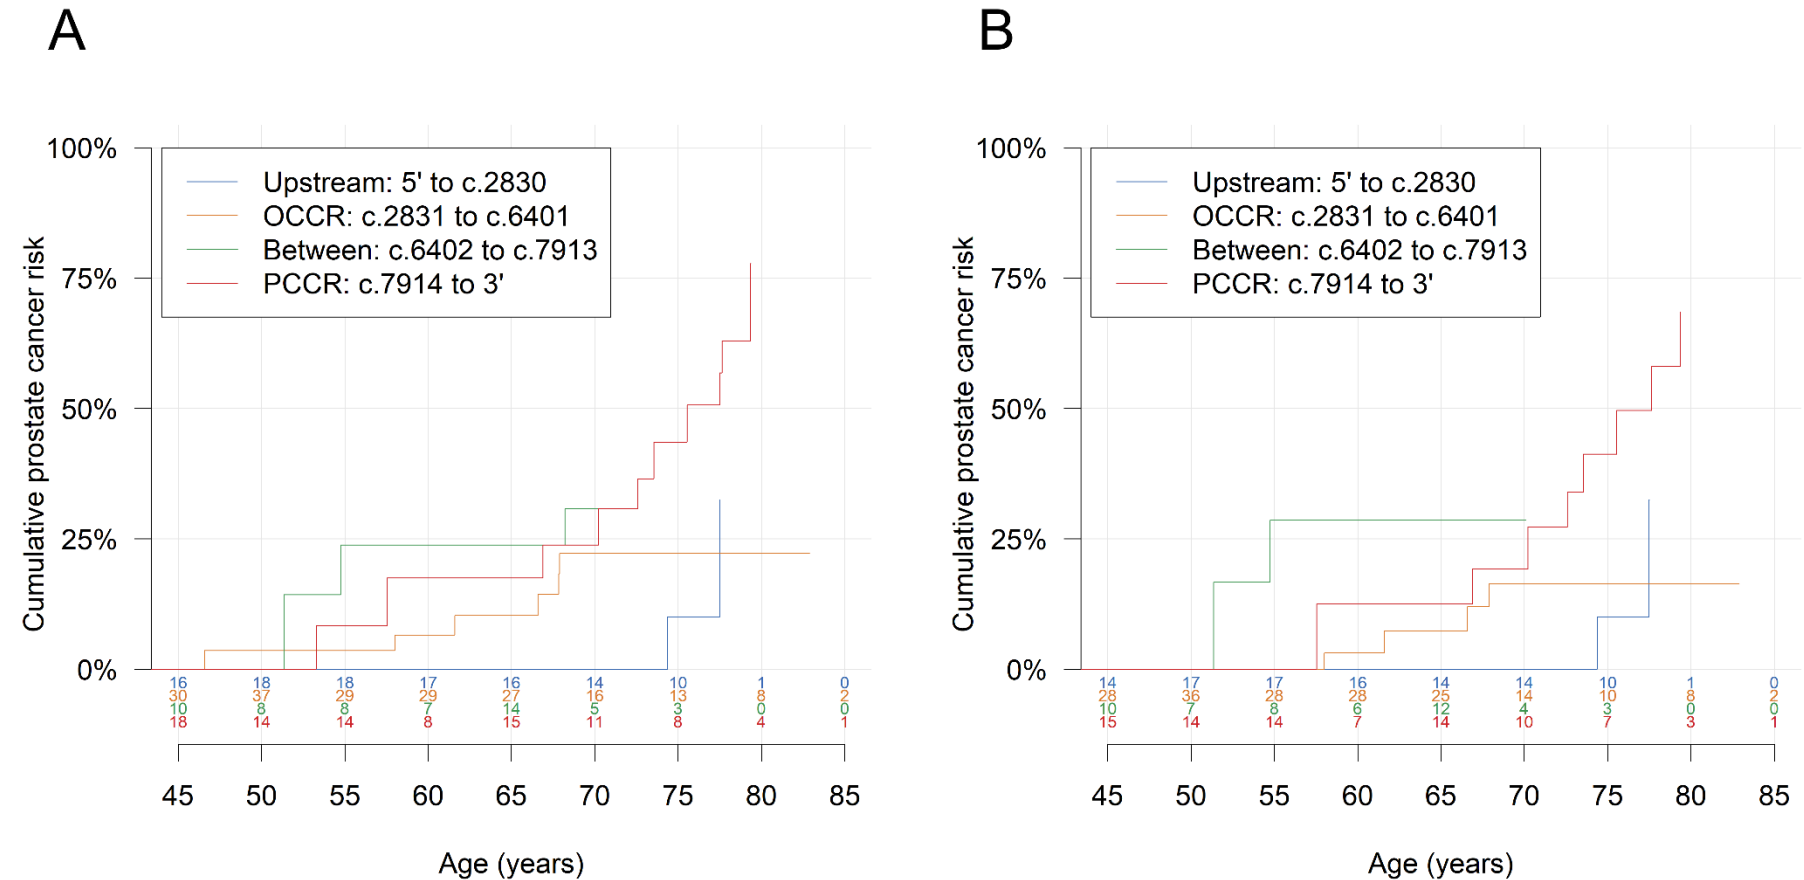 A
B
100%
75%
50%
25%
0%
Cumulative prostate cancer risk
Upstream: 5' to c.2830
OCCR: c.2831 to c.6401
Between: c.6402 to c.7913
PCCR: c.7914 to 3'
16 18 18 17 16 14 10 1 0
30 37 29 29 27 16 13 8 2
10 8 8 7 14 5 3 0 0
18 14 14 8 15 11 8 4 1
45 50 55 60 65 70 75 80 85
Age (years)
100%
75%
50%
25%
0%
Cumulative prostate cancer risk
Upstream: 5' to c.2830
OCCR: c.2831 to c.6401
Between: c.6402 to c.7913
PCCR: c.7914 to 3'
14 17 17 16 14 14 10 1 0
28 36 28 28 25 14 10 8 2
10 7 8 6 12 4 3 0 0
15 14 14 7 14 10 7 3 1
45 50 55 60 65 70 75 80 85
Age (years)